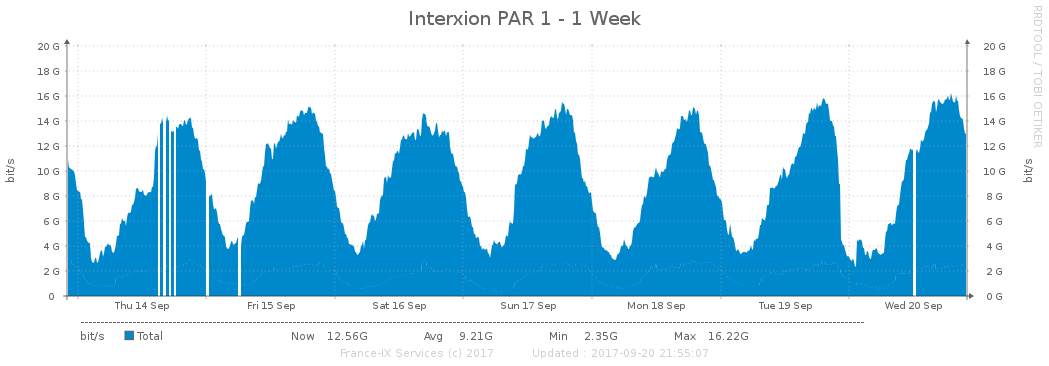 Interxion PAR 1 - 1 Week
RRDTOOL / TOBI OETIKER
20 G 20 G
18 G 18 G
16 G 16 G
14 G 14 G
12 G 12 G
10 G 10 G
8 G 8 G
6 G 6 G
4 G 4 G
2 G 2 G
0 0 G
bit/s
bit/s
Thu 14 Sep Fri 15 Sep Sat 16 Sep Sun 17 Sep Mon 18 Sep Tue 19 Sep Wed 20 Sep
bit/s Total Now 12.56G Avg 9.21G Min 2.35G Max 16.22G
France-IX Services (c) 2017 Updated : 2017-09-20 21:55:07